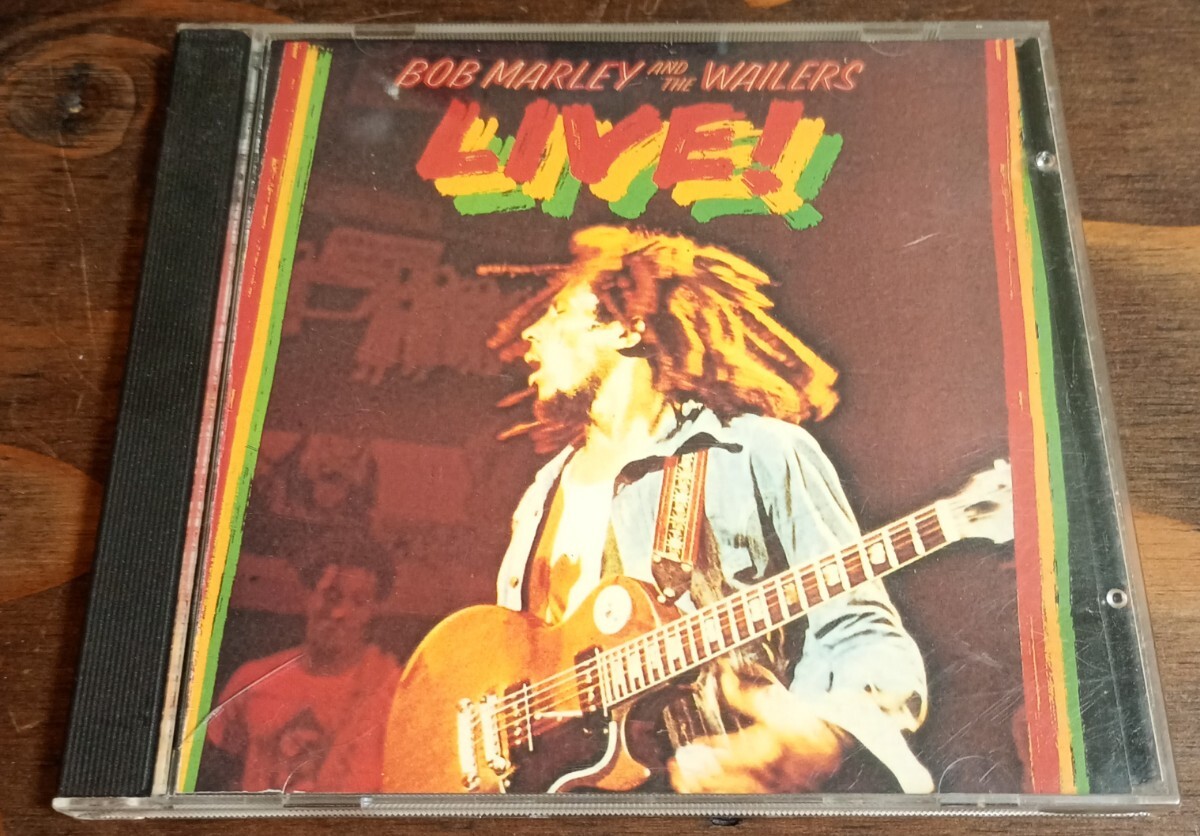 BOB MARLEY AND THE WAILERS
LIVE!